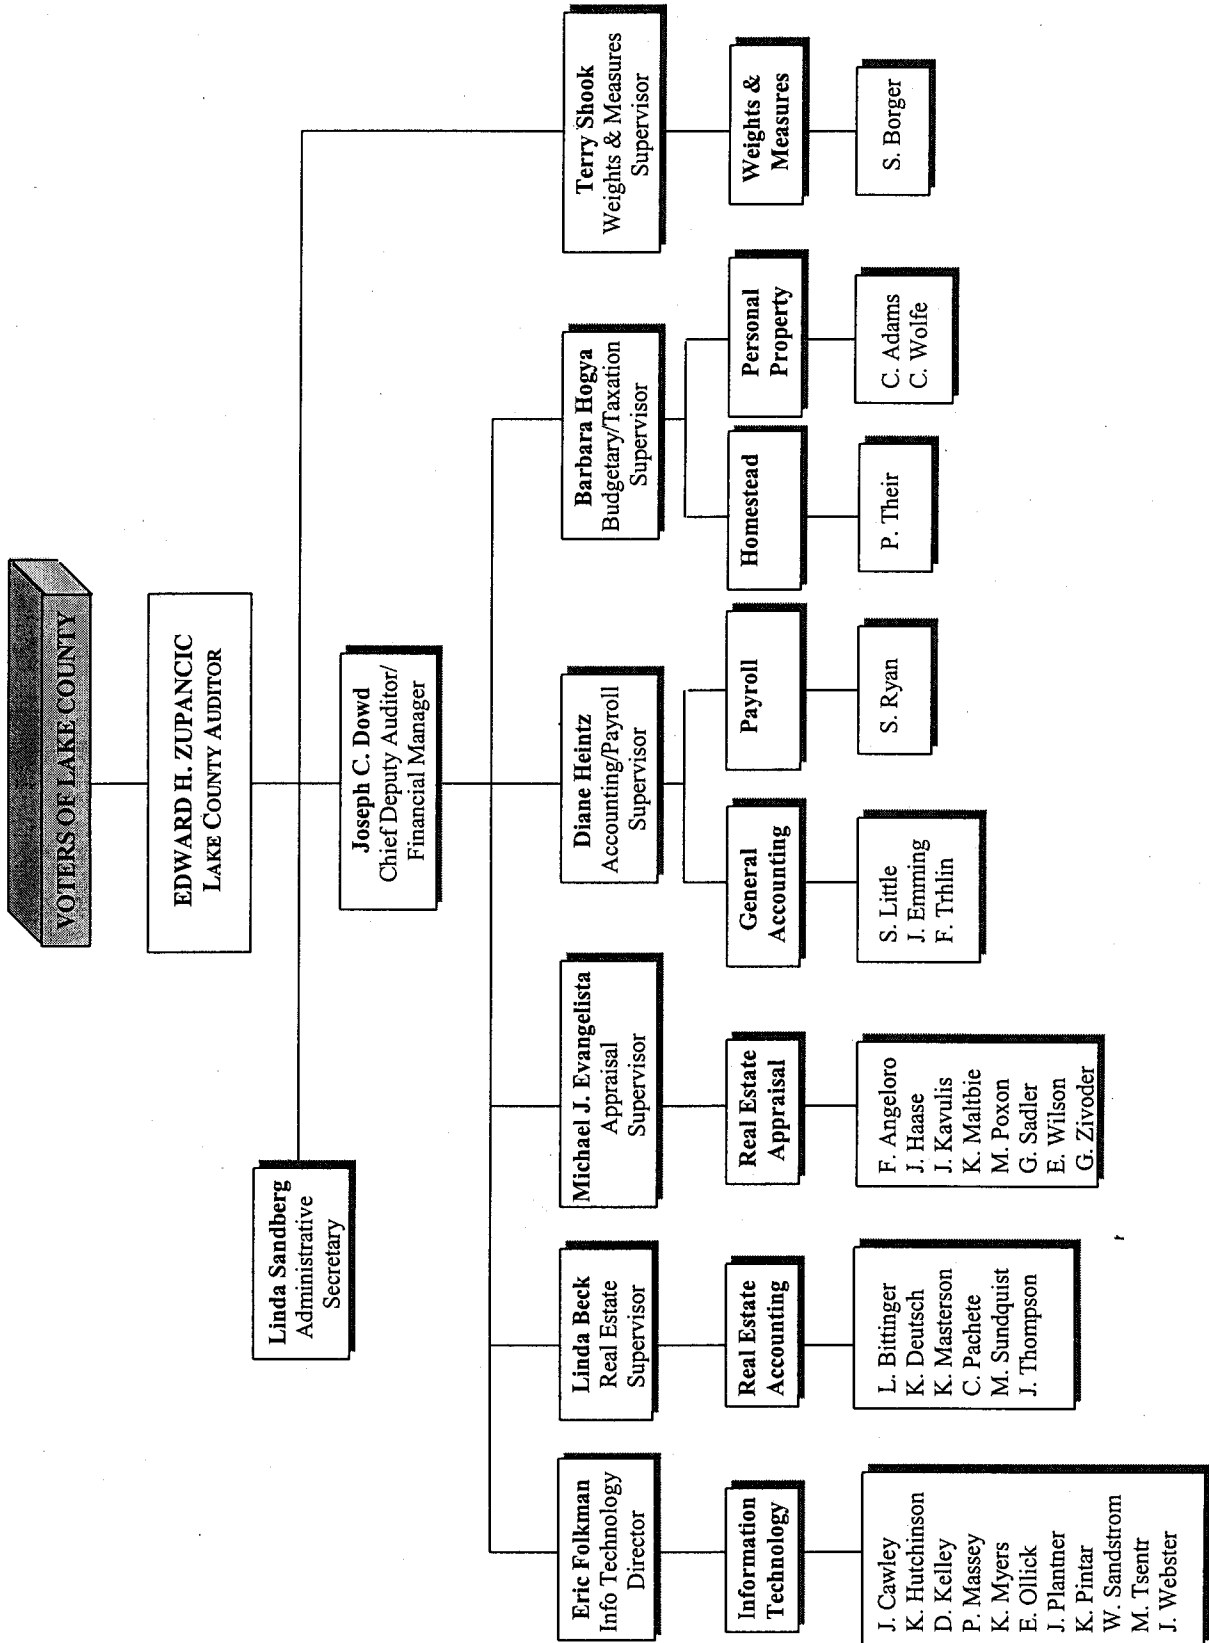 VOTERS OF LAKE COUNTY
EDWARD H. ZUPANCIC
LAKE COUNTY AUDITOR
Linda Sandberg
Administrative
Secretary
Joseph C. Dowd
Chief Deputy Auditor/
Financial Manager
Eric Folkman
Info Technology
Director
Linda Beck
Real Estate
Supervisor
Michael J. Evangelista
Appraisal
Supervisor
Diane Heintz
Accounting/Payroll
Supervisor
Barbara Hogya
Budgetary/Taxation
Supervisor
Terry Shook
Weights & Measures
Supervisor
Information
Technology
Real Estate
Accounting
Real Estate
Appraisal
General
Accounting
Payroll
Homestead
Personal
Property
Weights &
Measures
J. Cawley
K. Hutchinson
D. Kelley
P. Massey
K. Myers
E. Ollick
J. Plantner
K. Pintar
W. Sandstrom
M. Tsentr
J. Webster
L. Bittinger
K. Deutsch
K. Masterson
C. Pachete
M. Sundquist
J. Thompson
F. Angeloro
J. Haase
J. Kavulis
K. Maltbie
M. Poxon
G. Sadler
E. Wilson
G. Zivoder
S. Little
J. Emming
F. Trhlin
S. Ryan
P. Their
C. Adams
C. Wolfe
S. Borger